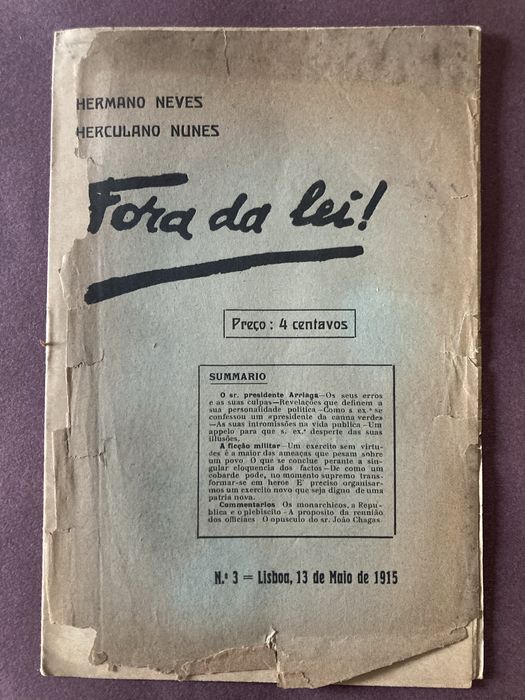 HERMANO NEVES
HERCULANO NUNES
Fora da lei!
Preço: 4 centavos
SUMMARIO
O sr. presidente Arriaga—Os seus erros
e as suas culpas—Revelações que definem a
sua personalidade politica—Como s. ex.ª se
confessou um «presidente da canna verde»
—As suas intromissões na vida publica—Um
appelo para que s. ex.ª desperte das suas
illusões.
A ficção militar—Um exercito sem virtu-
des é a maior das ameaças que pesam sobre
um povo—O que se conclue perante a sin-
gular eloquencia dos factos—De como um
cobarde pode, no momento supremo trans-
formar-se em heroe E' preciso organisar-
mos um exercito novo que seja digno de uma
patria nova.
Commentarios Os monarchicos, a Repu-
blica e o plebiscito—A proposito da reunião
dos officiaes O opusculo do sr. João Chagas
N.º 3 = Lisboa, 13 de Maio de 1915